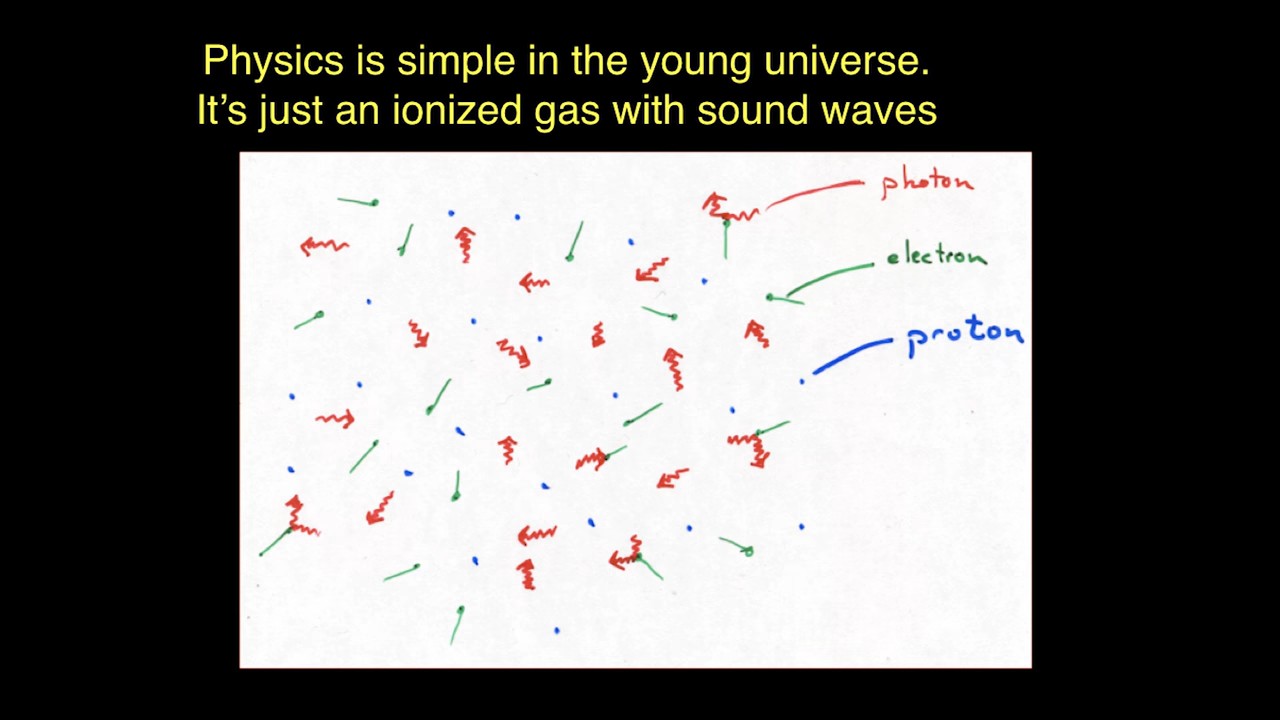 Physics is simple in the young universe.
It's just an ionized gas with sound waves
photon
electron
proton